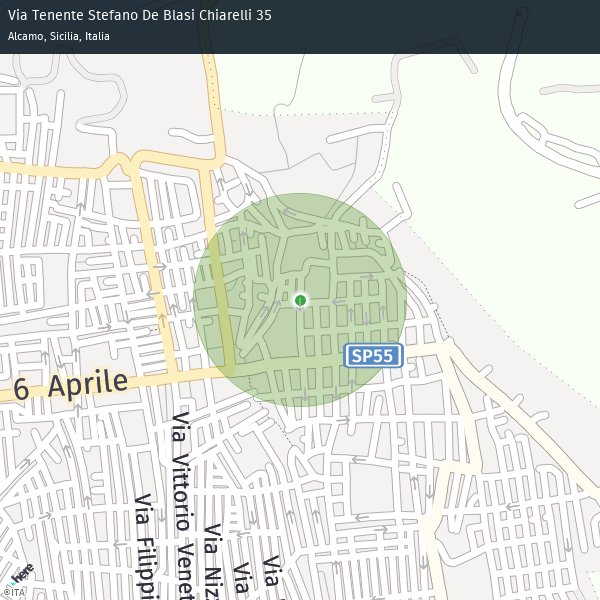 Via Tenente Stefano De Blasi Chiarelli 35
Alcamo, Sicilia, Italia
SP55
6 Aprile
Via Vittorio Venet
Via Filippi
Via Niz
Via
Via
here
©ITA